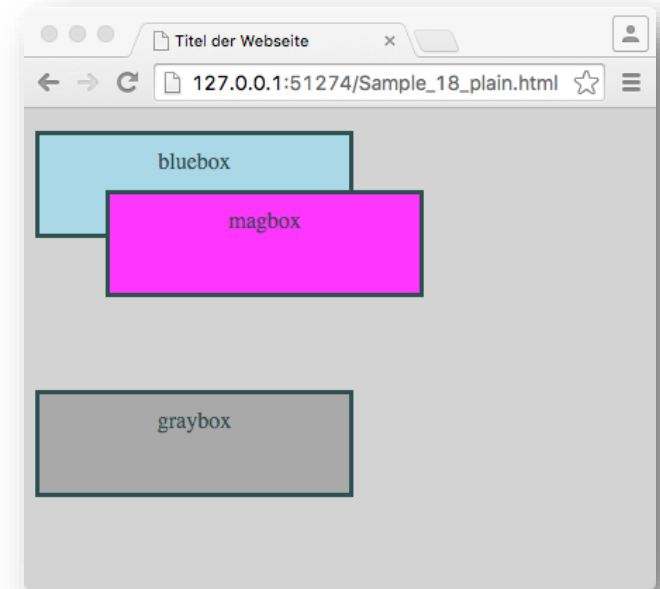 Titel der Webseite
127.0.0.1:51274/Sample_18_plain.html
bluebox
magbox
graybox